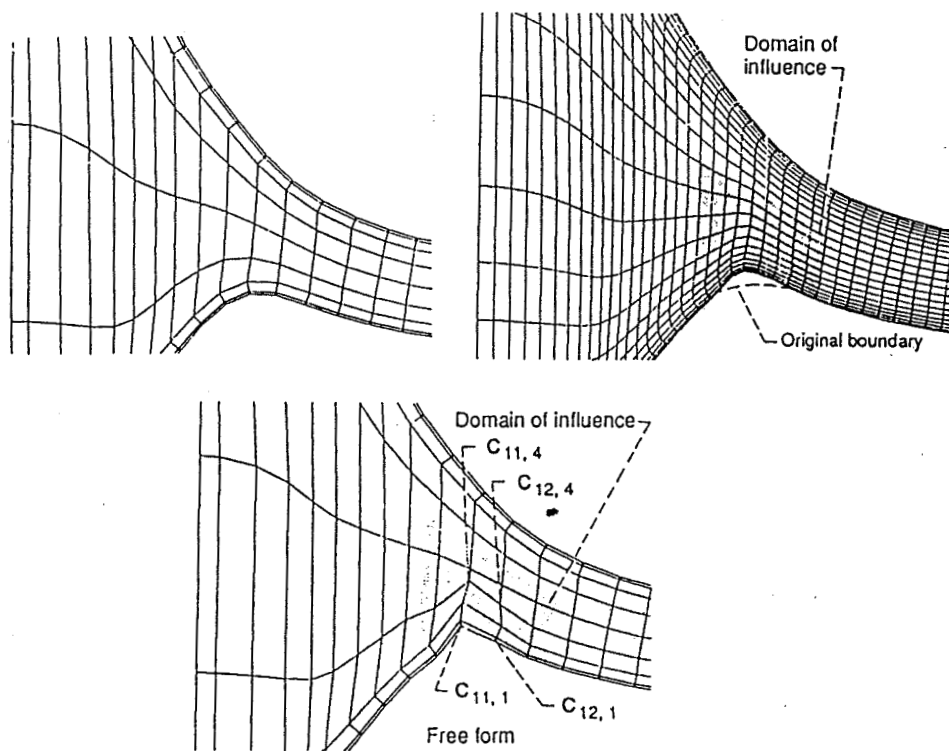 Domain of
influence
Original boundary
Domain of influence
C11, 4
C12, 4
C11, 1
C12, 1
Free form